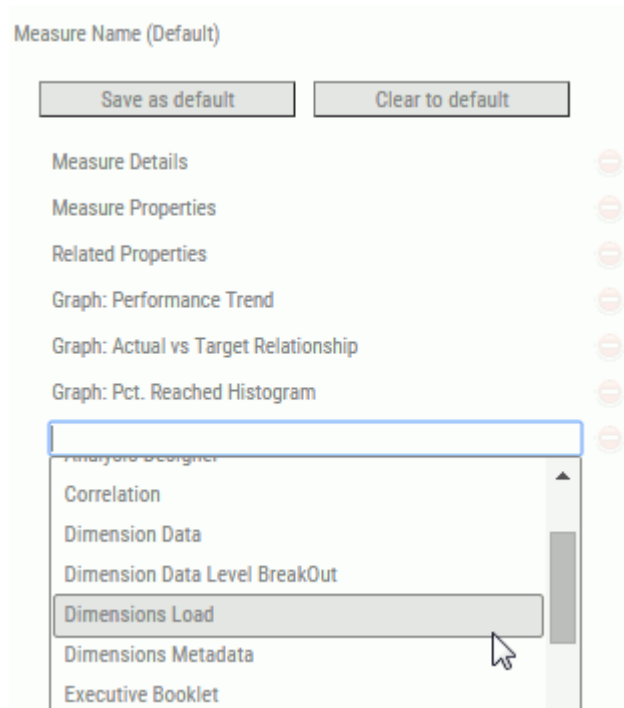 Measure Name (Default)
Save as default
Clear to default
Measure Details
Measure Properties
Related Properties
Graph: Performance Trend
Graph: Actual vs Target Relationship
Graph: Pct. Reached Histogram
Analysis Designer
Correlation
Dimension Data
Dimension Data Level BreakOut
Dimensions Load
Dimensions Metadata
Executive Booklet